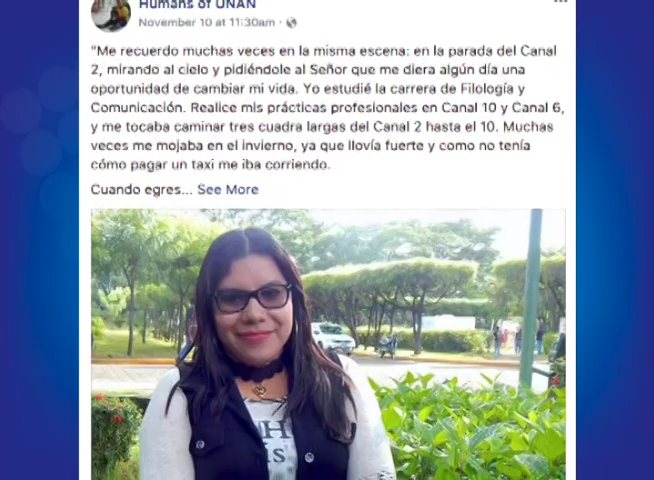 Humans of UNAN
November 10 at 11:30am ·
"Me recuerdo muchas veces en la misma escena: en la parada del Canal
2, mirando al cielo y pidiéndole al Señor que me diera algún día una
oportunidad de cambiar mi vida. Yo estudié la carrera de Filología y
Comunicación. Realice mis prácticas profesionales en Canal 10 y Canal 6,
y me tocaba caminar tres cuadra largas del Canal 2 hasta el 10. Muchas
veces me mojaba en el invierno, ya que llovía fuerte y como no tenía
cómo pagar un taxi me iba corriendo.
Cuando egres... See More
H
is